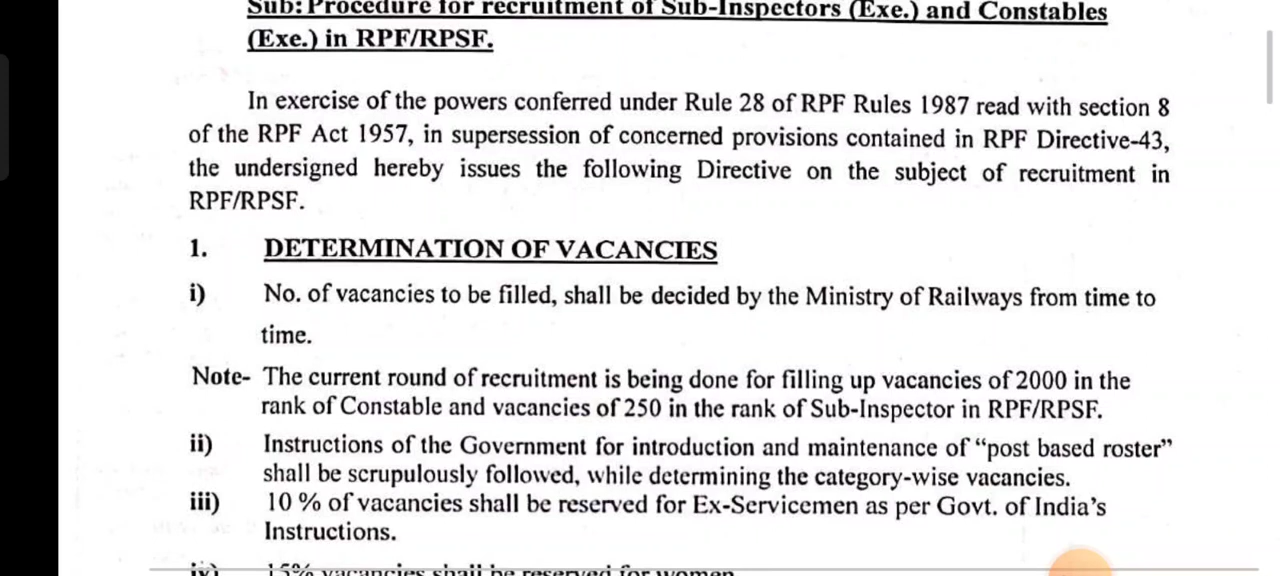 Sub: Procedure for recruitment of Sub-Inspectors (Exe.) and Constables
(Exe.) in RPF/RPSF.
In exercise of the powers conferred under Rule 28 of RPF Rules 1987 read with section 8
of the RPF Act 1957, in supersession of concerned provisions contained in RPF Directive-43,
the undersigned hereby issues the following Directive on the subject of recruitment in
RPF/RPSF.
1. DETERMINATION OF VACANCIES
i) No. of vacancies to be filled, shall be decided by the Ministry of Railways from time to
time.
Note- The current round of recruitment is being done for filling up vacancies of 2000 in the
rank of Constable and vacancies of 250 in the rank of Sub-Inspector in RPF/RPSF.
ii) Instructions of the Government for introduction and maintenance of “post based roster”
shall be scrupulously followed, while determining the category-wise vacancies.
iii) 10 % of vacancies shall be reserved for Ex-Servicemen as per Govt. of India’s
Instructions.
iv) 15% vacancies shall be reserved for women